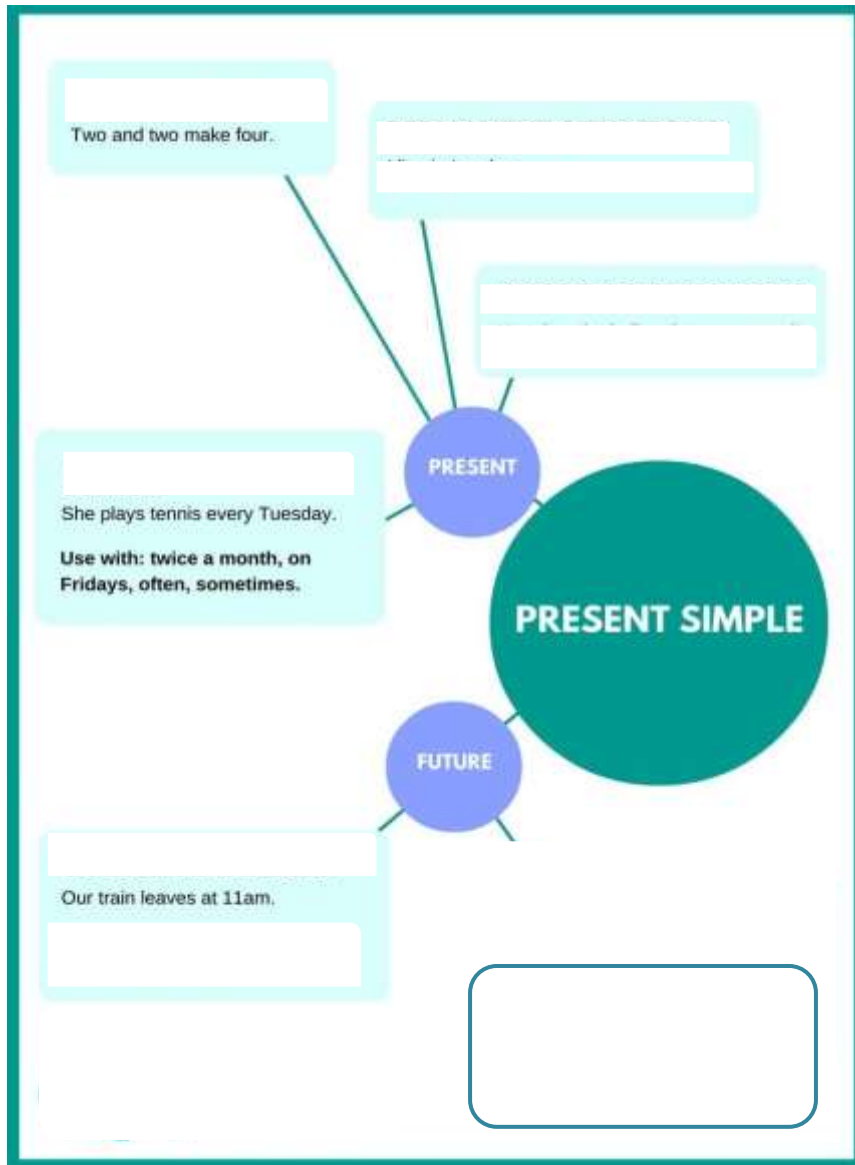 Two and two make four.
PRESENT
She plays tennis every Tuesday.
Use with: twice a month, on
Fridays, often, sometimes.
PRESENT SIMPLE
FUTURE
Our train leaves at 11am.